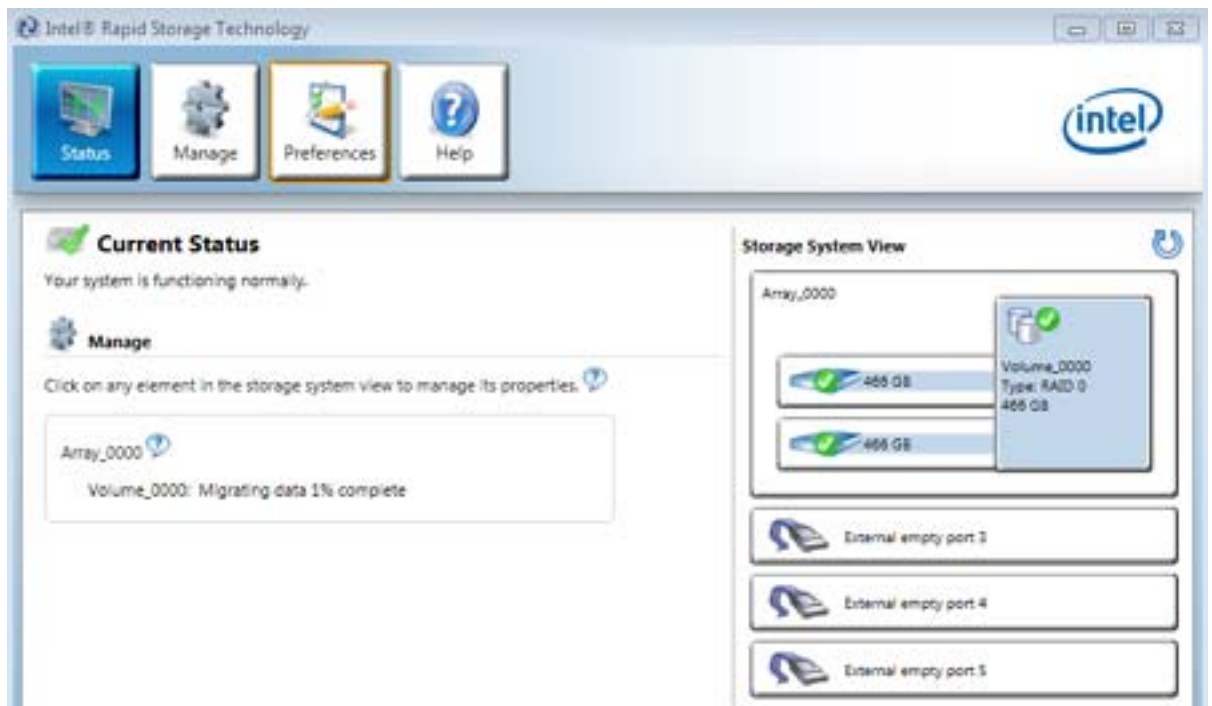 Intel® Rapid Storage Technology
Status
Manage
Preferences
Help
intel
Current Status
Your system is functioning normally.
Manage
Click on any element in the storage system view to manage its properties. ?
Array_0000 ?
Volume_0000: Migrating data 1% complete
Storage System View
Array_0000
466 GB
466 GB
Volume_0000
Type: RAID 0
466 GB
External empty port 3
External empty port 4
External empty port 5